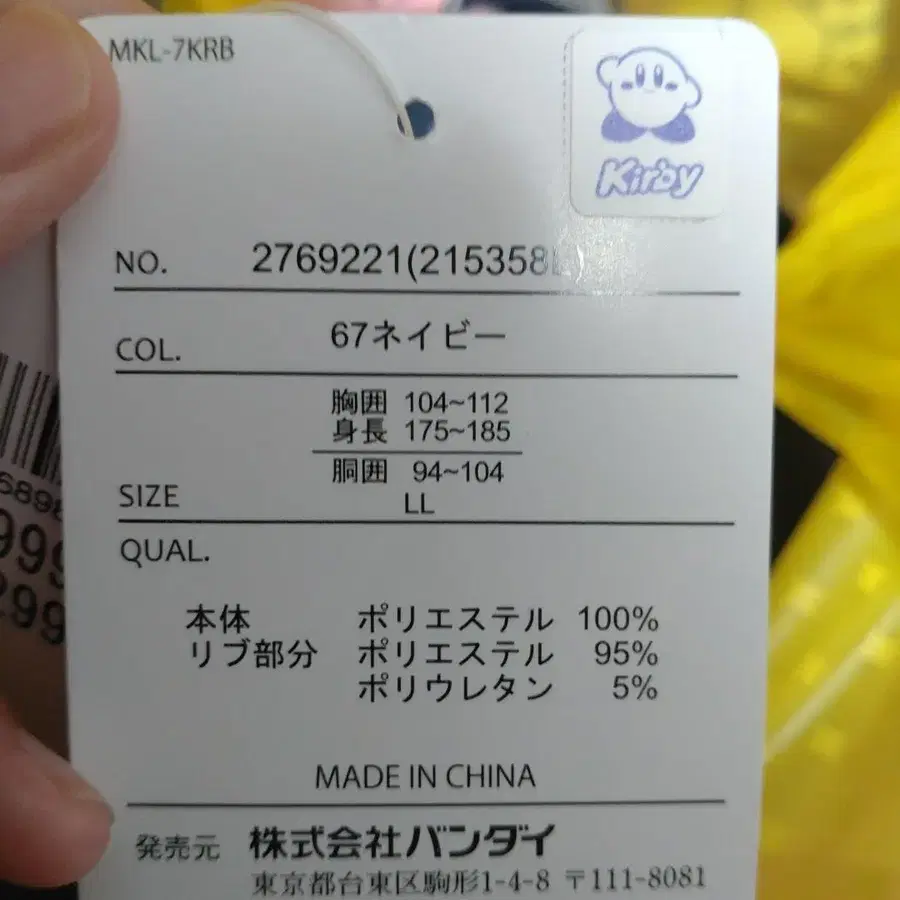 MKL-7KRB
Kirby
NO. 2769221(215358
COL. 67ネイビー
胸囲 104~112
身長 175~185
胴囲 94~104
SIZE LL
QUAL.
本体 ポリエステル 100%
リブ部分 ポリエステル 95%
ポリウレタン 5%
MADE IN CHINA
発売元 株式会社バンダイ
東京都台東区駒形1-4-8 〒111-8081